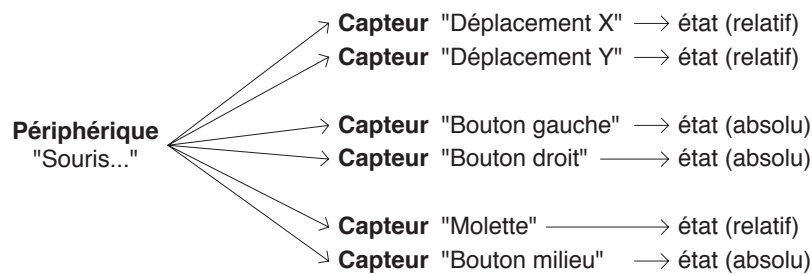 Capteur "Déplacement X" état (relatif)
Capteur "Déplacement Y" état (relatif)
Périphérique
"Souris..."
Capteur "Bouton gauche" état (absolu)
Capteur "Bouton droit" état (absolu)
Capteur "Molette" état (relatif)
Capteur "Bouton milieu" état (absolu)